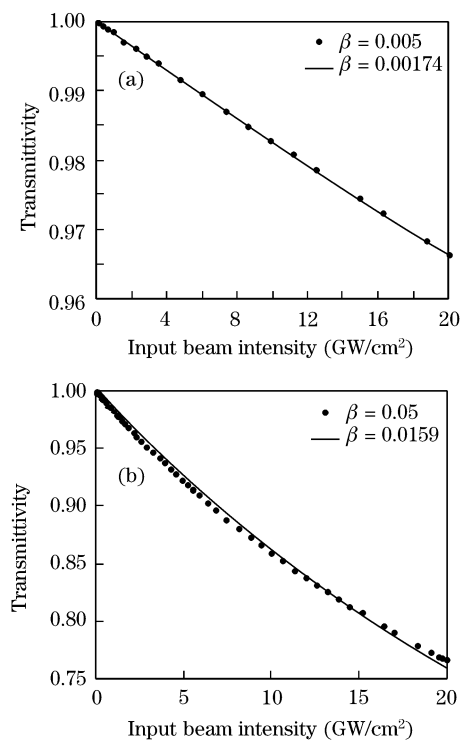 1.00
β = 0.005
β = 0.00174
0.99
(a)
0.98
0.97
0.96
Transmittivity
0 4 8 12 16 20
Input beam intensity (GW/cm²)
1.00
β = 0.05
β = 0.0159
0.95
(b)
0.90
0.85
0.80
0.75
Transmittivity
0 5 10 15 20
Input beam intensity (GW/cm²)